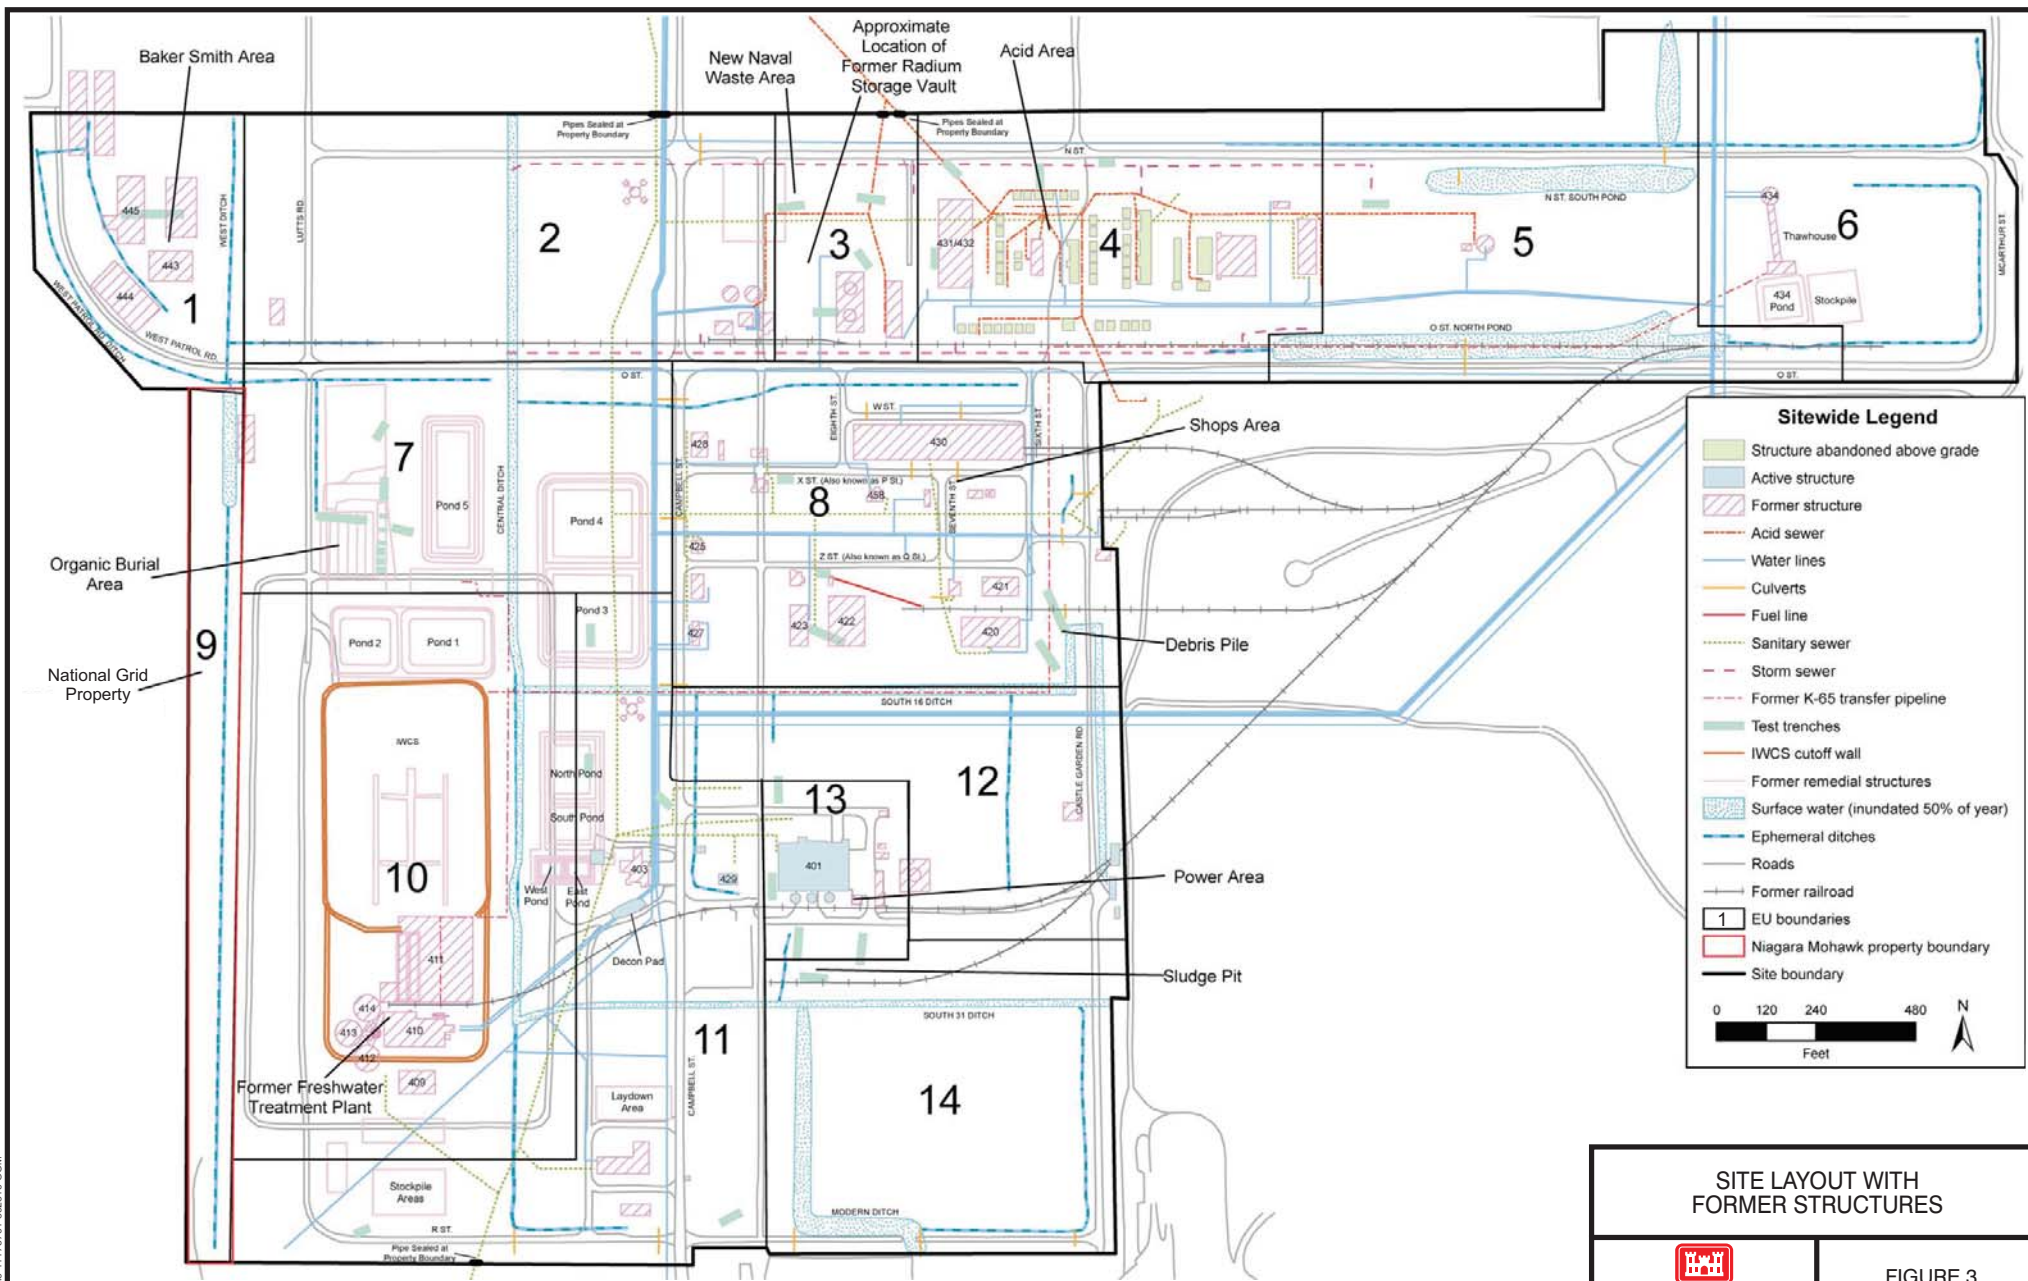 Baker Smith Area
New Naval
Waste Area
Approximate
Location of
Former Radium
Storage Vault
Acid Area
Pipes Sealed at
Property Boundary
Pipes Sealed at
Property Boundary
N ST.
445
443
444
1
WEST DITCH
LUTTS RD.
WEST PATROL RD. DITCH
WEST PATROL RD.
2
3
431/432
4
5
N ST. SOUTH POND
O ST. NORTH POND
434
Thawhouse
6
434
Pond
Stockpile
MCARTHUR ST.
O ST.
O ST.
7
Pond 5
CENTRAL DITCH
Pond 4
CAMPBELL ST.
428
EIGHTH ST.
W ST.
430
SIXTH ST.
Shops Area
X ST. (Also known as P St.)
458
SEVENTH ST.
8
425
Z ST. (Also known as Q St.)
421
423
422
420
427
Organic Burial
Area
Pond 3
Pond 2
Pond 1
9
National Grid
Property
Debris Pile
SOUTH 16 DITCH
IWCS
North Pond
South Pond
West
Pond
East
Pond
403
429
13
401
12
CASTLE GARDEN RD.
Power Area
10
411
Decon Pad
Sludge Pit
414
413
410
412
409
Former Freshwater
Treatment Plant
SOUTH 31 DITCH
11
CAMPBELL ST.
Laydown
Area
14
Stockpile
Areas
R ST.
MODERN DITCH
Pipe Sealed at
Property Boundary
Sitewide Legend
Structure abandoned above grade
Active structure
Former structure
Acid sewer
Water lines
Culverts
Fuel line
Sanitary sewer
Storm sewer
Former K-65 transfer pipeline
Test trenches
IWCS cutoff wall
Former remedial structures
Surface water (inundated 50% of year)
Ephemeral ditches
Roads
Former railroad
1
EU boundaries
Niagara Mohawk property boundary
Site boundary
0 120 240 480
Feet
N
SITE LAYOUT WITH
FORMER STRUCTURES
FIGURE 3